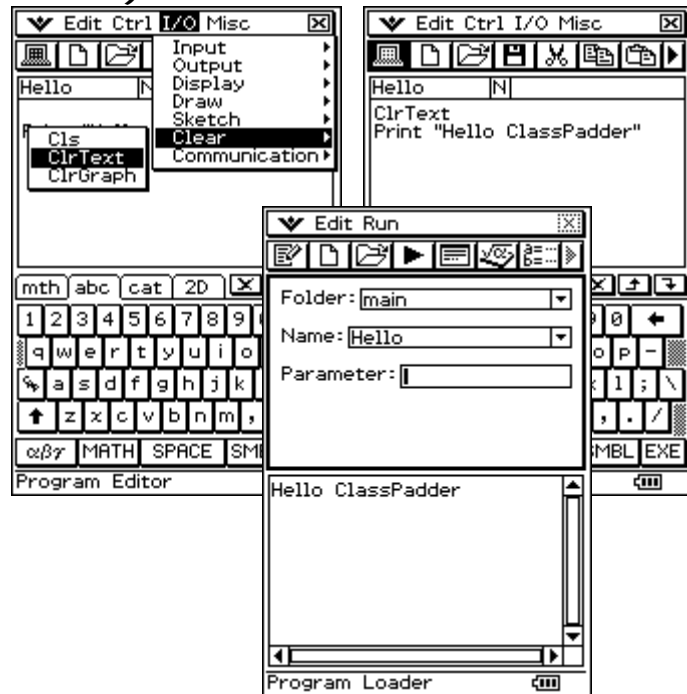 Edit Ctrl I/O Misc
Input
Output
Display
Draw
Sketch
Clear
Communication
Hello N
Cls
ClrText
ClrGraph
mth abc cat 2D
1 2 3 4 5 6 7 8 9
q w e r t y u i o
a s d f g h j k
z x c v b n m ,
αβγ MATH SPACE
Program Editor
Edit Ctrl I/O Misc
Hello N
ClrText
Print "Hello ClassPadder"
0
o p -
l ; \
, . /
MBL EXE
Edit Run
Folder: main
Name: Hello
Parameter:
Hello ClassPadder
Program Loader